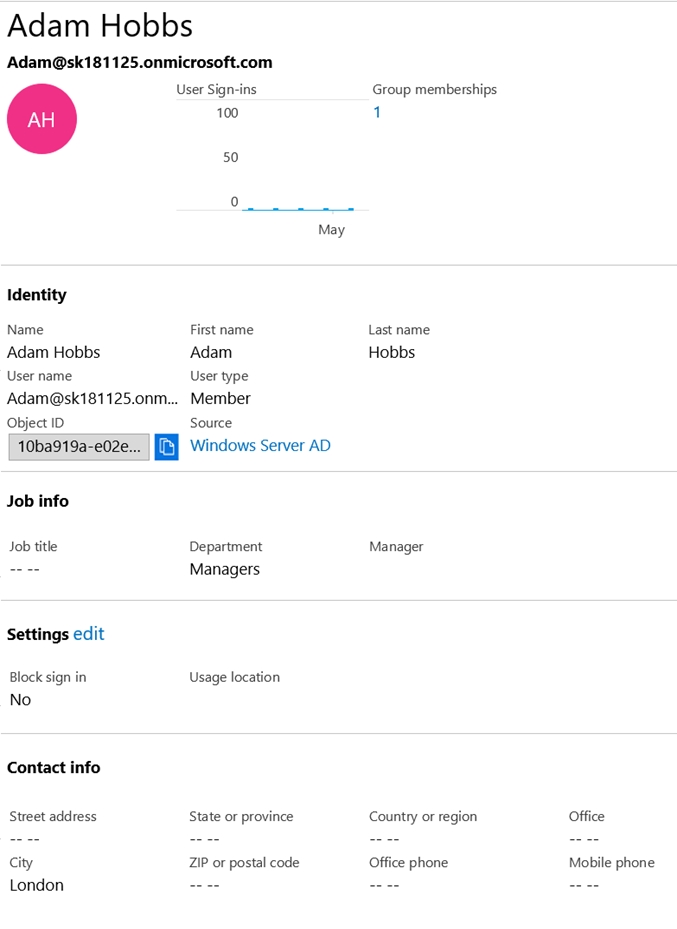 Adam Hobbs
Adam@sk181125.onmicrosoft.com
AH
User Sign-ins
100
50
0
May
Group memberships
1
Identity
Name First name Last name
Adam Hobbs Adam Hobbs
User name User type
Adam@sk181125.onm... Member
Object ID Source
10ba919a-e02e... Windows Server AD
Job info
Job title Department Manager
-- -- Managers
Settings edit
Block sign in Usage location
No
Contact info
Street address State or province Country or region Office
-- -- -- -- -- -- -- --
City ZIP or postal code Office phone Mobile phone
London -- -- -- -- -- --